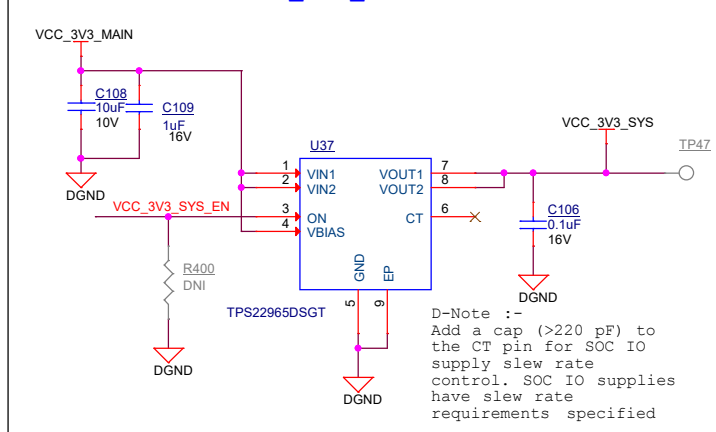 VCC_3V3_MAIN
C108
10uF
10V
C109
1uF
16V
DGND
VCC_3V3_SYS_EN
R400
DNI
DGND
U37
1 VIN1
2 VIN2
3 ON
4 VBIAS
VOUT1 7
VOUT2 8
CT 6
GND
EP
5
9
TPS22965DSGT
DGND
VCC_3V3_SYS
TP47
C106
0.1uF
16V
DGND
D-Note :-
Add a cap (>220 pF) to
the CT pin for SOC IO
supply slew rate
control. SOC IO supplies
have slew rate
requirements specified